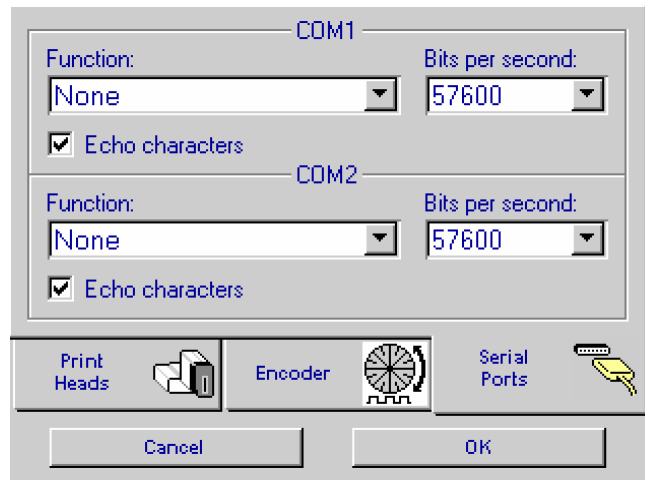 COM1
Function: Bits per second:
None 57600
Echo characters
COM2
Function: Bits per second:
None 57600
Echo characters
Print
Heads
Encoder
Serial
Ports
Cancel OK